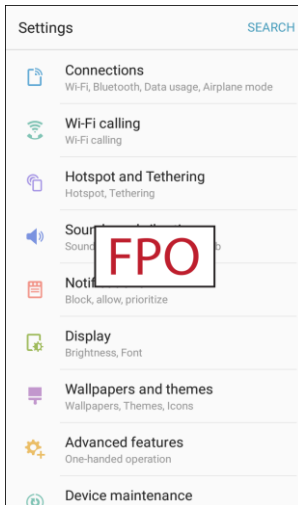 Settings SEARCH
Connections
Wi-Fi, Bluetooth, Data usage, Airplane mode
Wi-Fi calling
Wi-Fi calling
Hotspot and Tethering
Hotspot, Tethering
FPO
Block, allow, prioritize
Display
Brightness, Font
Wallpapers and themes
Wallpapers, Themes, Icons
Advanced features
One-handed operation
Device maintenance